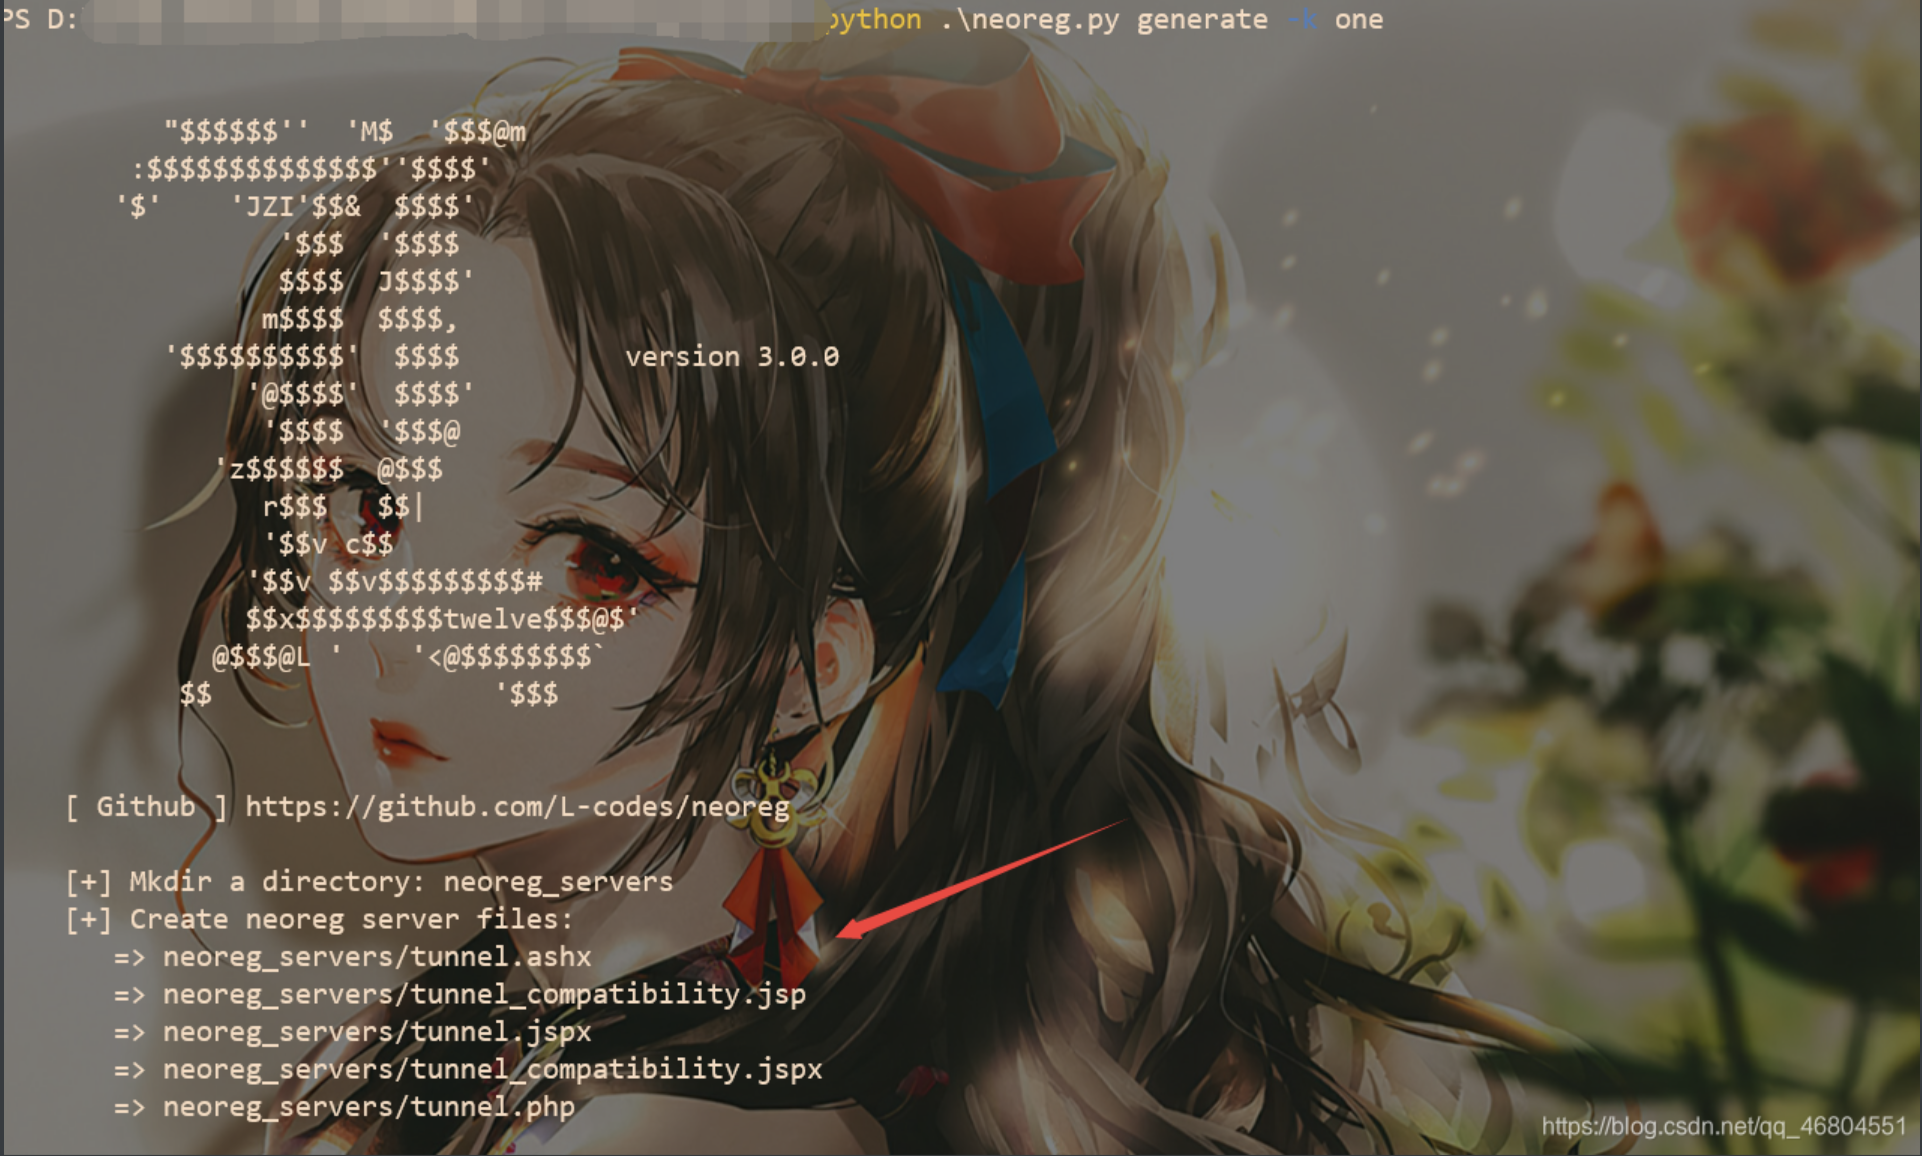 PS D: python .\neoreg.py generate -k one
"$$$$$$''  'M$  '$$$@m
:$$$$$$$$$$$$$$''$$$$'
'$'    'JZI'$$&  $$$$'
'$$$  '$$$$
$$$$  J$$$$'
m$$$$  $$$$,
'$$$$$$$$$$'  $$$$          version 3.0.0
'@$$$$'  $$$$'
'$$$$  '$$$@
'z$$$$$$  @$$$
r$$$   $$|
'$$v c$$
'$$v $$v$$$$$$$$$#
$$x$$$$$$$$$twelve$$$@$'
@$$$@L '    '<@$$$$$$$$`
$$                 '$$$
[ Github ] https://github.com/L-codes/neoreg
[+] Mkdir a directory: neoreg_servers
[+] Create neoreg server files:
=> neoreg_servers/tunnel.ashx
=> neoreg_servers/tunnel_compatibility.jsp
=> neoreg_servers/tunnel.jspx
=> neoreg_servers/tunnel_compatibility.jspx
=> neoreg_servers/tunnel.php
https://blog.csdn.net/qq_46804551